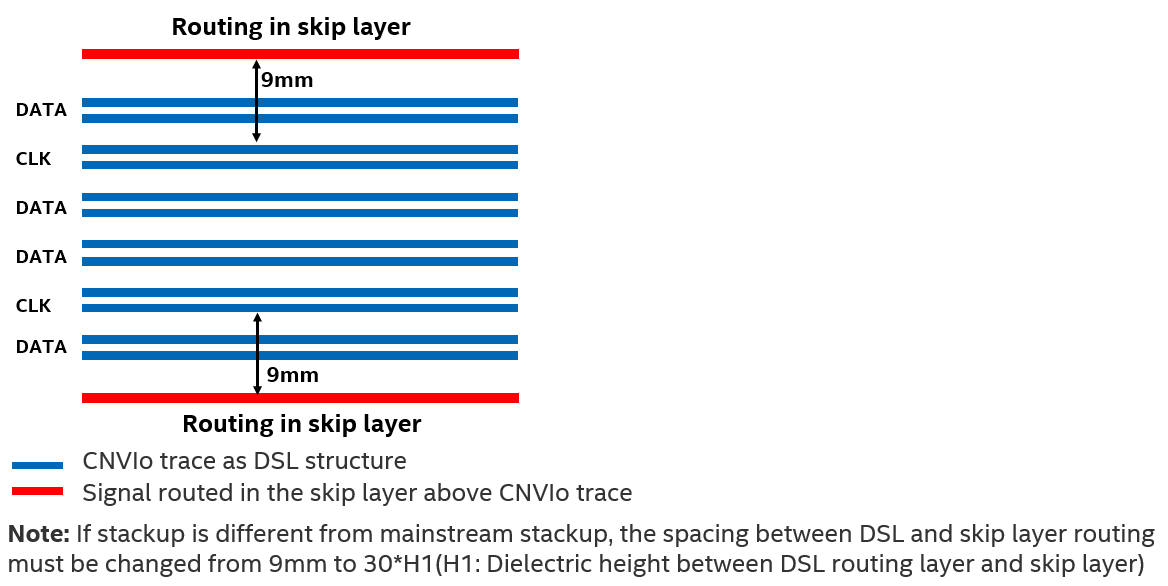 Routing in skip layer
9mm
DATA
CLK
DATA
DATA
CLK
DATA
9mm
Routing in skip layer
CNVIo trace as DSL structure
Signal routed in the skip layer above CNVIo trace
Note: If stackup is different from mainstream stackup, the spacing between DSL and skip layer routing
must be changed from 9mm to 30*H1(H1: Dielectric height between DSL routing layer and skip layer)